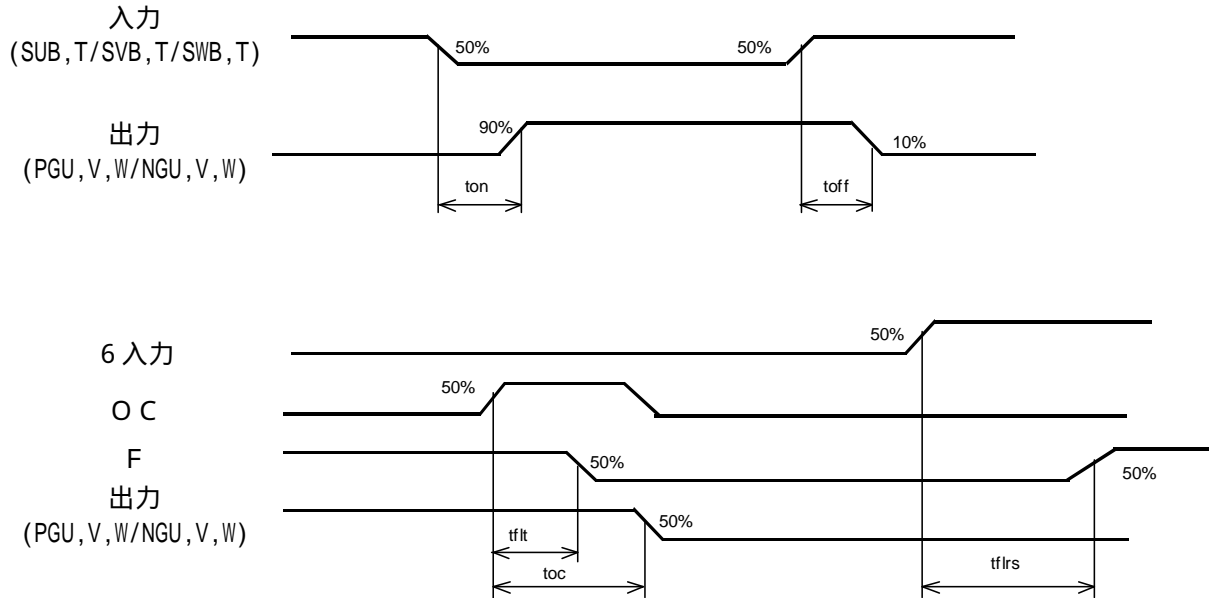 入力
(SUB,T/SVB,T/SWB,T)
50%
50%
出力
(PGU,V,W/NGU,V,W)
90%
10%
ton
toff
6入力
50%
OC
50%
F
50%
50%
出力
(PGU,V,W/NGU,V,W)
50%
tflt
toc
tflrs